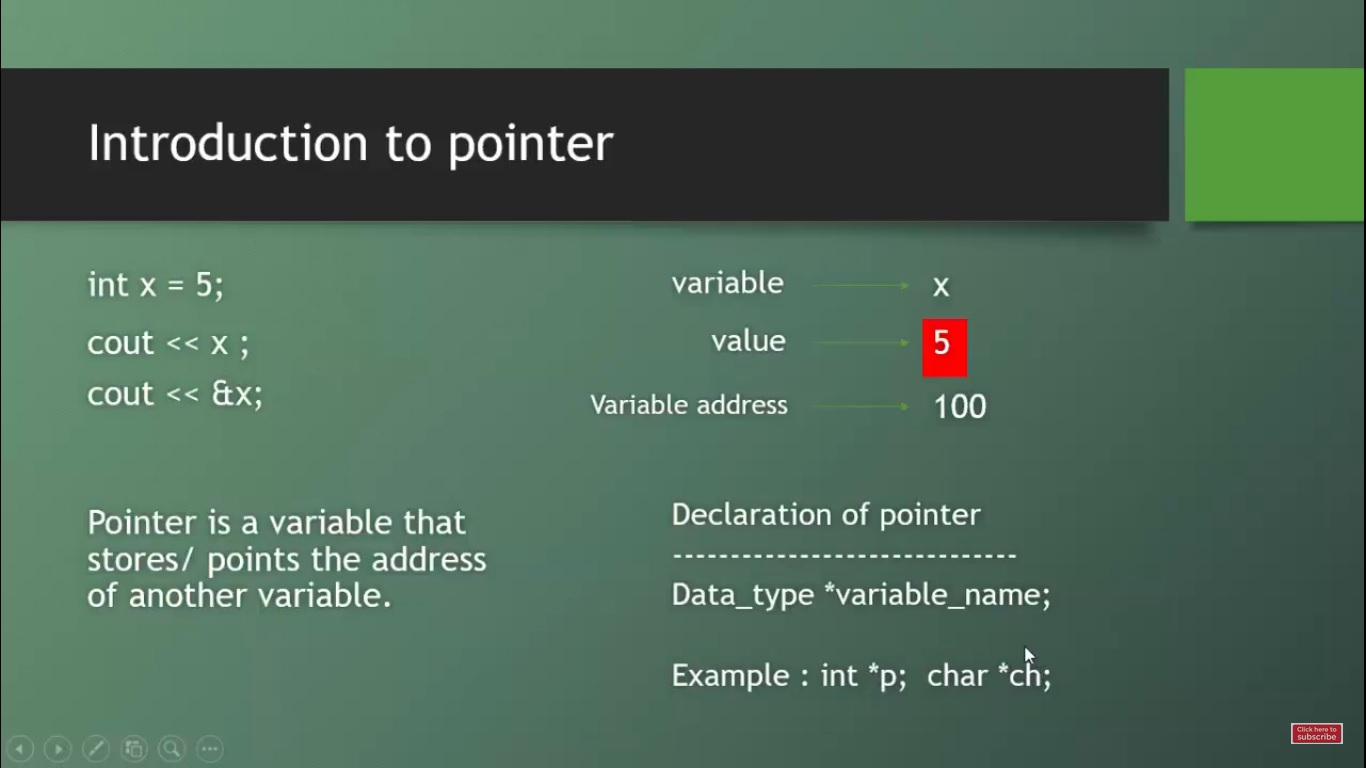 Introduction to pointer
int x = 5;
cout << x ;
cout << &x;
variable x
value 5
Variable address 100
Pointer is a variable that
stores/ points the address
of another variable.
Declaration of pointer
------------------------------
Data_type *variable_name;
Example : int *p;  char *ch;
Click here to
subscribe